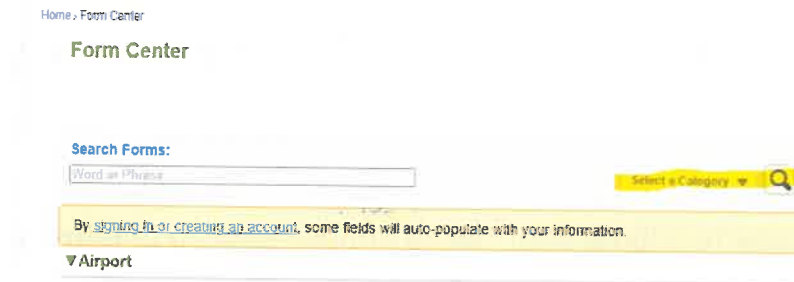 Home › Form Center
Form Center
Search Forms:
Word or Phrase
Select a Category ▼
By signing in or creating an account, some fields will auto-populate with your information.
▼Airport